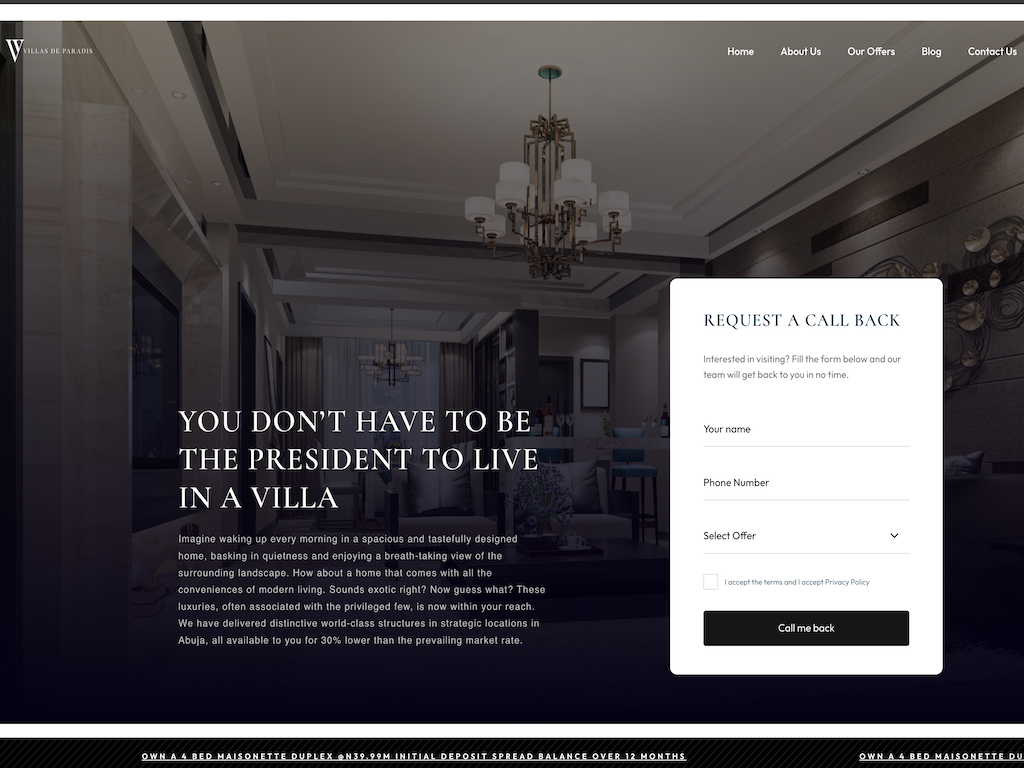 VILLAS DE PARADIS
Home
About Us
Our Offers
Blog
Contact Us
YOU DON’T HAVE TO BE
THE PRESIDENT TO LIVE
IN A VILLA
Imagine waking up every morning in a spacious and tastefully designed
home, basking in quietness and enjoying a breath-taking view of the
surrounding landscape. How about a home that comes with all the
conveniences of modern living. Sounds exotic right? Now guess what? These
luxuries, often associated with the privileged few, is now within your reach.
We have delivered distinctive world-class structures in strategic locations in
Abuja, all available to you for 30% lower than the prevailing market rate.
REQUEST A CALL BACK
Interested in visiting? Fill the form below and our
team will get back to you in no time.
Your name
Phone Number
Select Offer
I accept the terms and I accept Privacy Policy
Call me back
OWN A 4 BED MAISONETTE DUPLEX @N39.99M INITIAL DEPOSIT SPREAD BALANCE OVER 12 MONTHS
OWN A 4 BED MAISONETTE DU